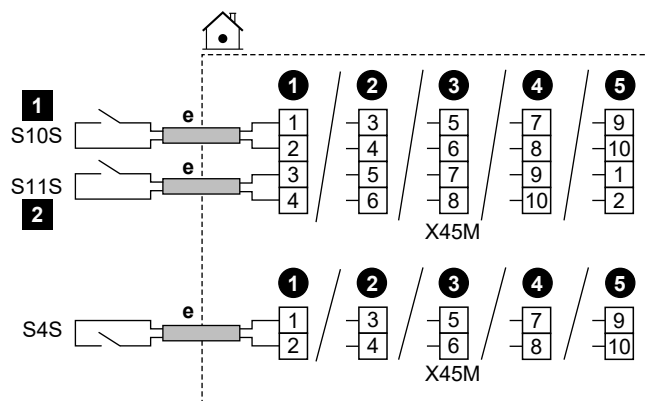 1 2 3 4 5
1
S10S e 1 3 5 7 9
2 4 6 8 10
S11S e 3 5 7 9 1
4 6 8 10 2
2
X45M
1 2 3 4 5
S4S e 1 3 5 7 9
2 4 6 8 10
X45M